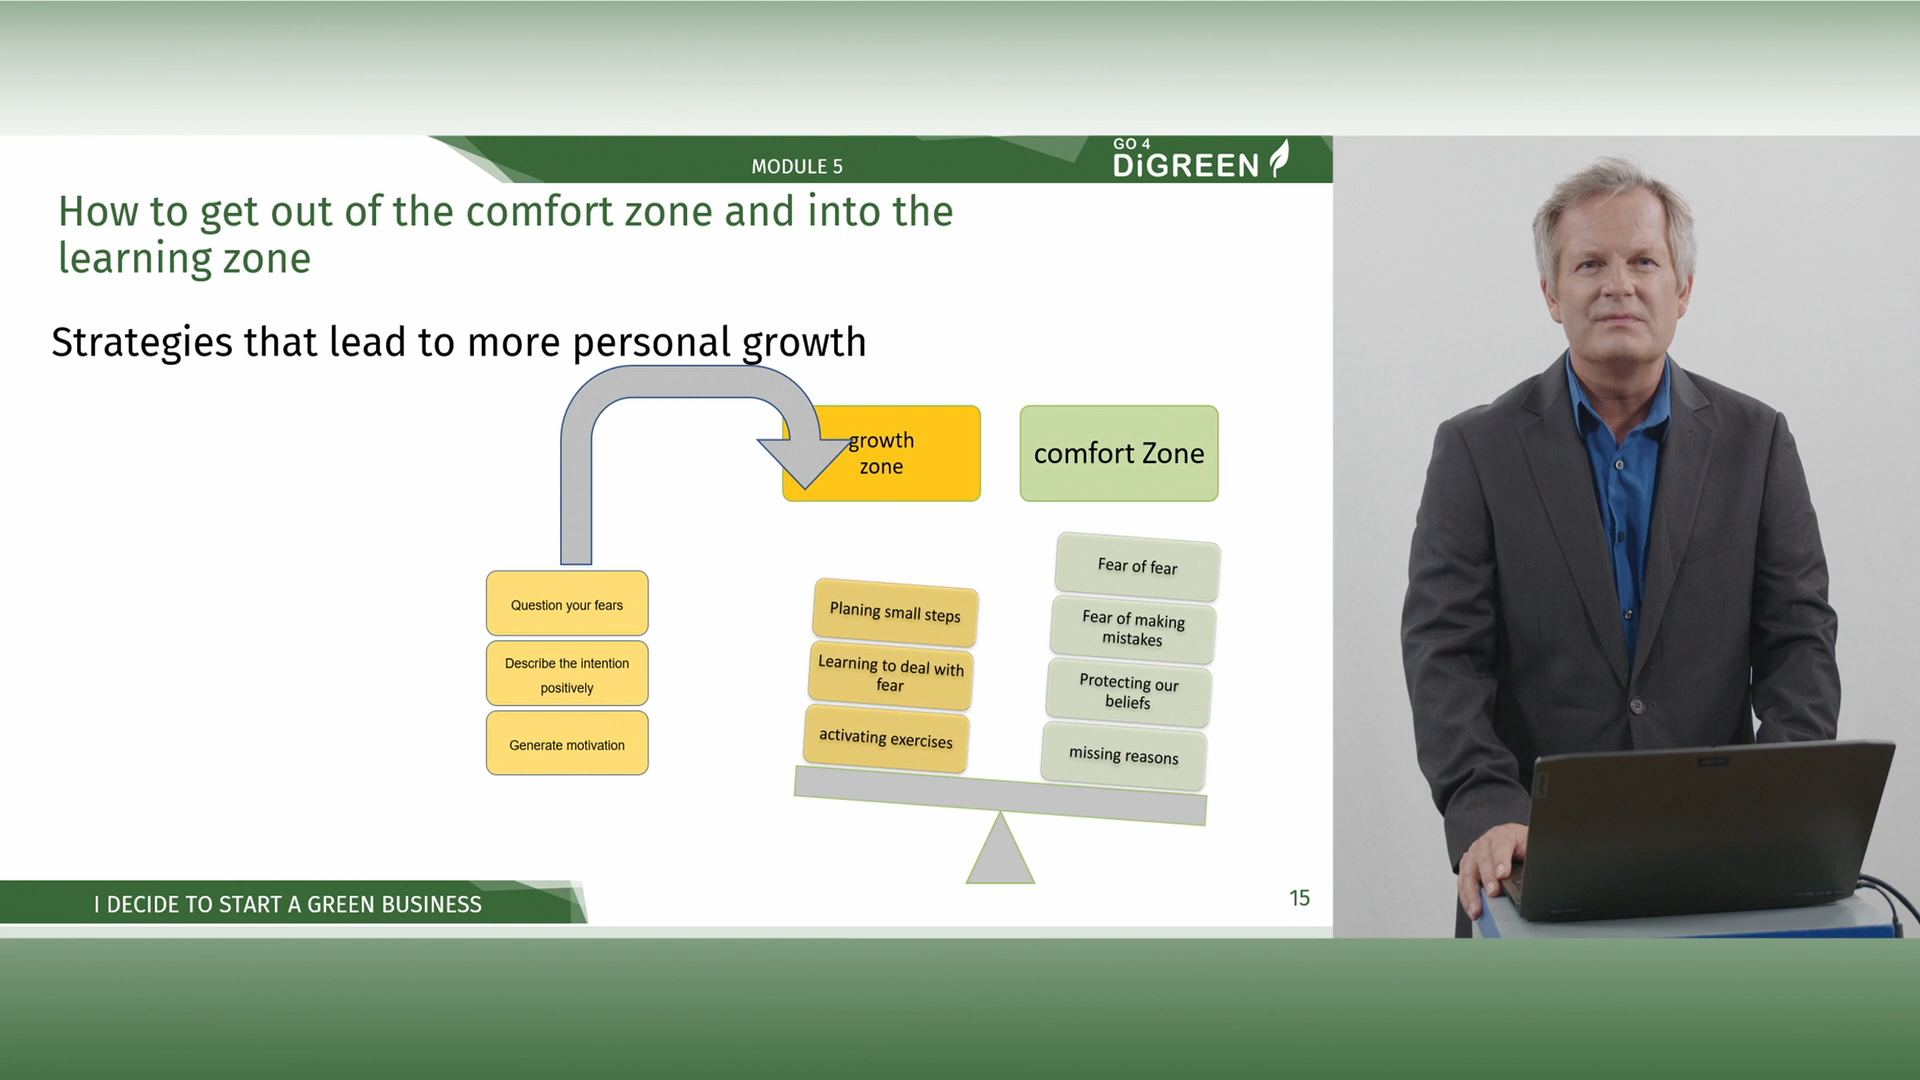 MODULE 5
GO 4
DiGREEN
How to get out of the comfort zone and into the
learning zone
Strategies that lead to more personal growth
growth
zone
comfort Zone
Question your fears
Describe the intention
positively
Generate motivation
Planing small steps
Learning to deal with
fear
activating exercises
Fear of fear
Fear of making
mistakes
Protecting our
beliefs
missing reasons
I DECIDE TO START A GREEN BUSINESS
15